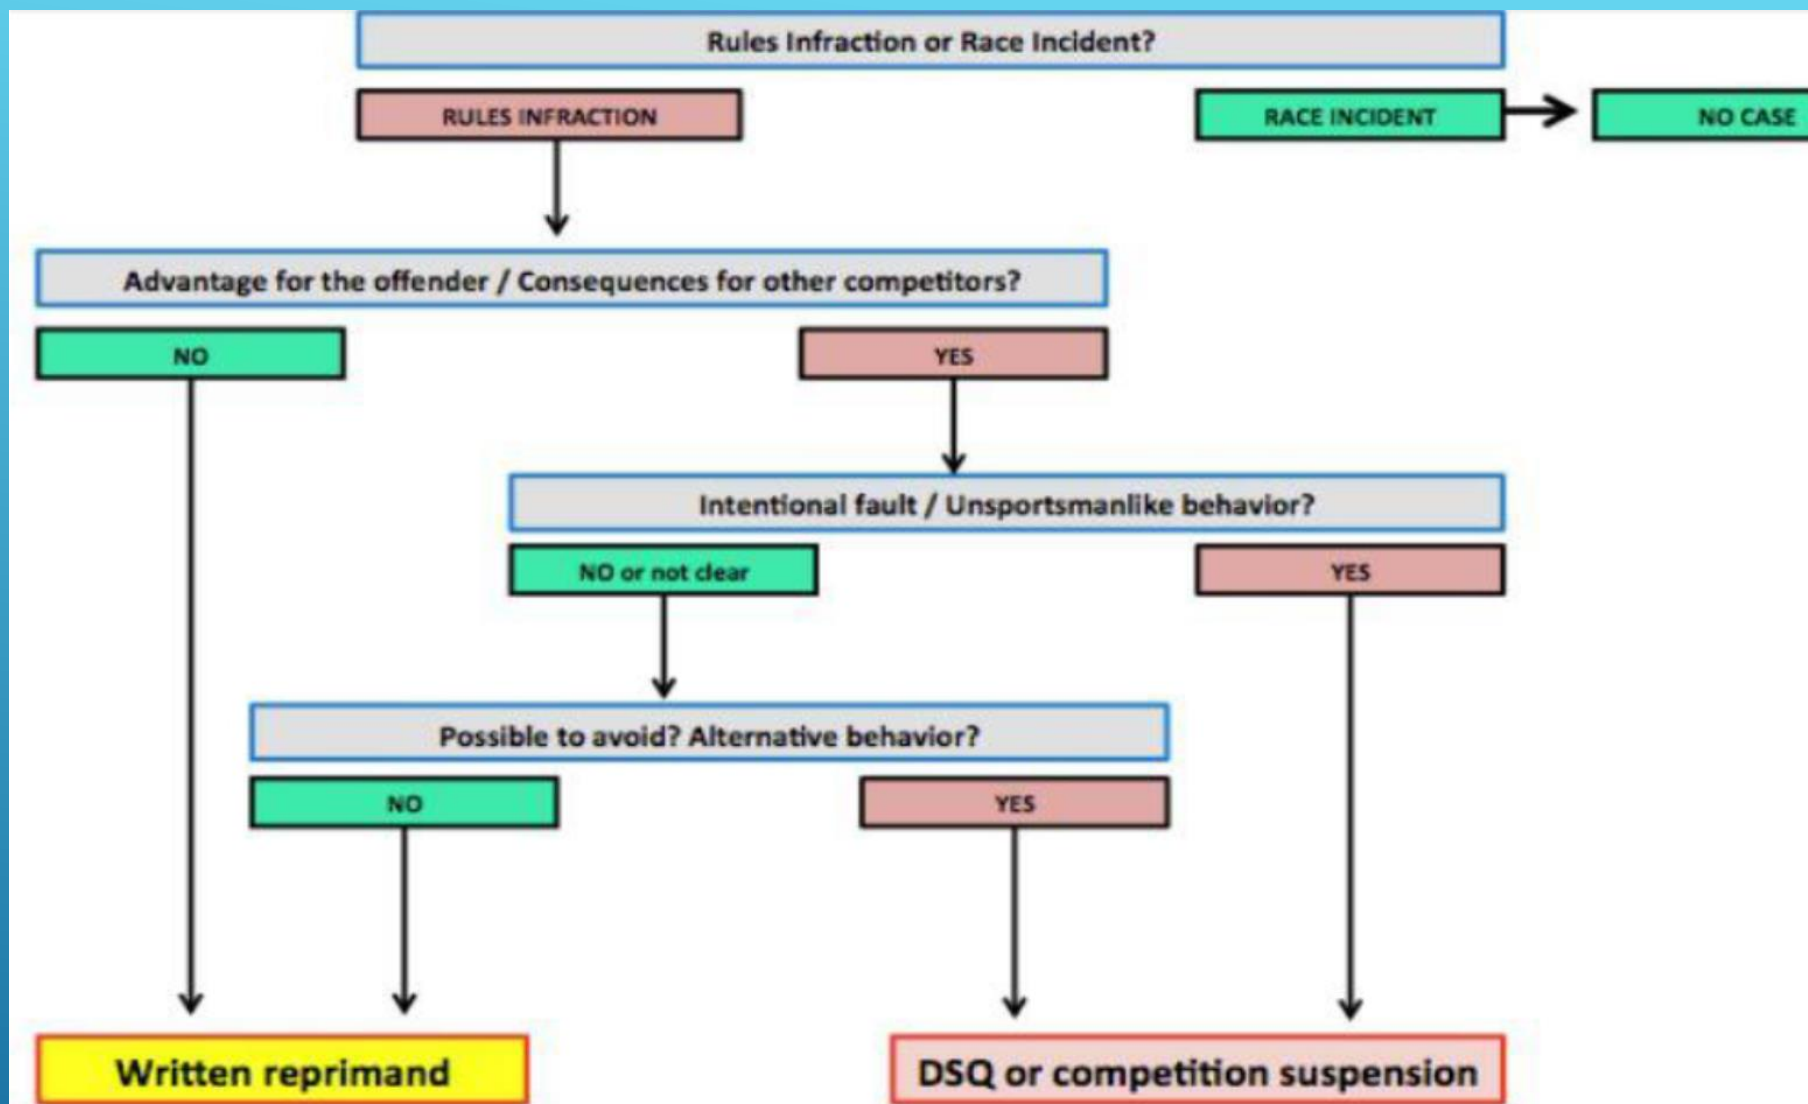 Rules Infraction or Race Incident?
RULES INFRACTION
RACE INCIDENT
NO CASE
Advantage for the offender / Consequences for other competitors?
NO
YES
Intentional fault / Unsportsmanlike behavior?
NO or not clear
YES
Possible to avoid? Alternative behavior?
NO
YES
Written reprimand
DSQ or competition suspension